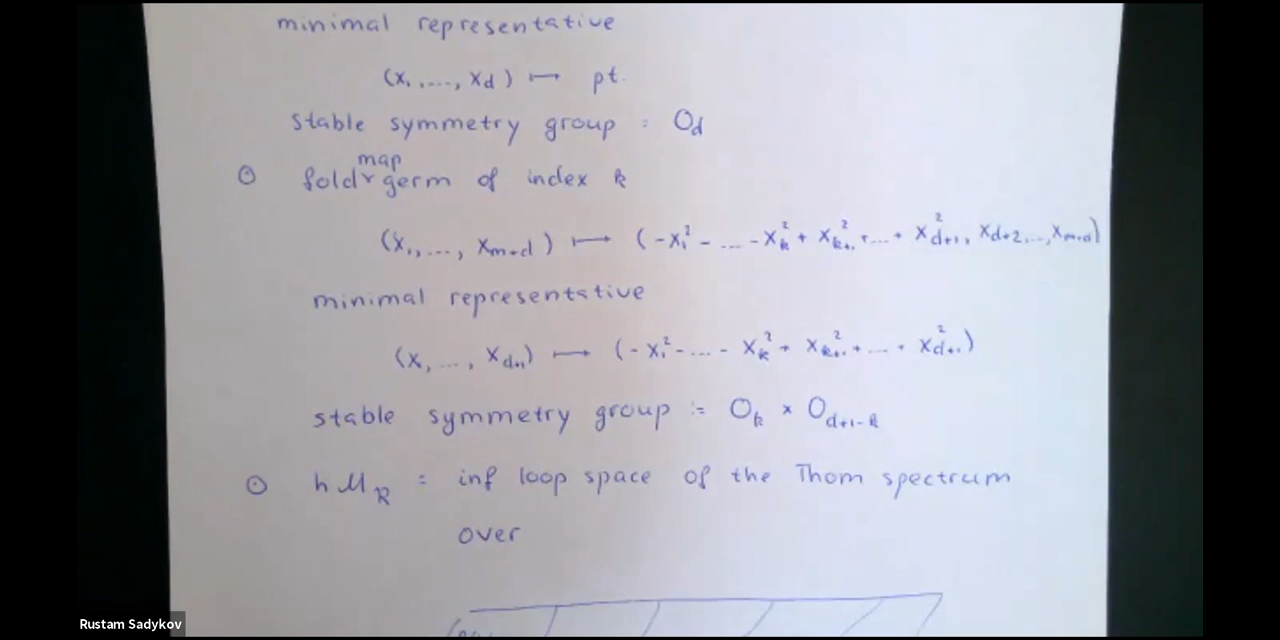 minimal representative
(x₁, ..., x_d) ⟼ pt.
stable symmetry group : O_d
⊙ fold map germ of index k
(x₁, ..., x_{m+d}) ⟼ (-x₁² - ... - x_k² + x_{k+1}² + ... + x_{d+1}², x_{d+2}, ..., x_{m+d})
minimal representative
(x₁, ..., x_{d+1}) ⟼ (-x₁² - ... - x_k² + x_{k+1}² + ... + x_{d+1}²)
stable symmetry group := O_k × O_{d+1-k}
⊙ hM_R = inf loop space of the Thom spectrum
over
Rustam Sadykov